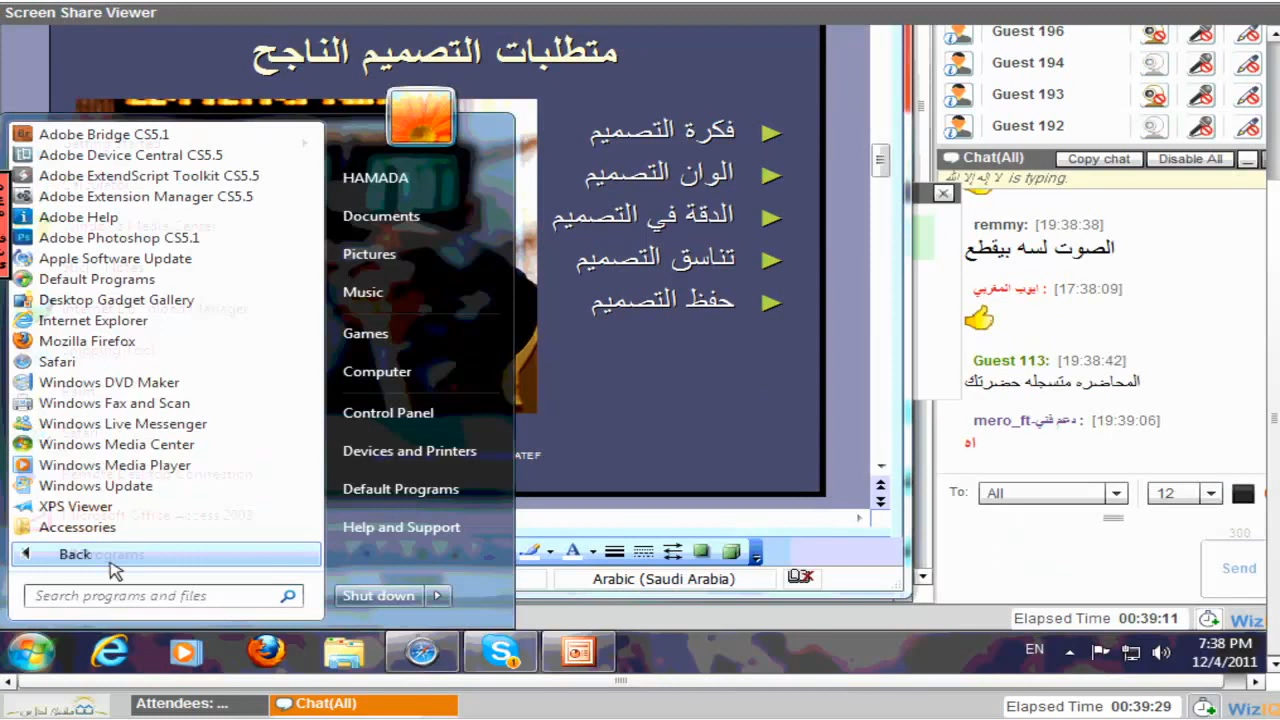 Screen Share Viewer
متطلبات التصميم الناجح
فكرة التصميم
الوان التصميم
الدقة في التصميم
تناسق التصميم
حفظ التصميم
ATEF
Adobe Bridge CS5.1
Adobe Device Central CS5.5
Adobe ExtendScript Toolkit CS5.5
Adobe Extension Manager CS5.5
Adobe Help
Adobe Photoshop CS5.1
Apple Software Update
Default Programs
Desktop Gadget Gallery
Internet Explorer
Mozilla Firefox
Safari
Windows DVD Maker
Windows Fax and Scan
Windows Live Messenger
Windows Media Center
Windows Media Player
Windows Update
XPS Viewer
Accessories
Back
Search programs and files
HAMADA
Documents
Pictures
Music
Games
Computer
Control Panel
Devices and Printers
Default Programs
Help and Support
Shut down
Arabic (Saudi Arabia)
Guest 196
Guest 194
Guest 193
Guest 192
Chat(All) Copy chat Disable All
لا إله إلا الله is typing.
remmy: [19:38:38]
الصوت لسه بيقطع
ايوب المغربي : [17:38:09]
Guest 113: [19:38:42]
المحاضره متسجله حضرتك
mero_ft-دعم فني : [19:39:06]
اه
To: All 12
300
Send
Elapsed Time 00:39:11
EN
7:38 PM
12/4/2011
Attendees: ... Chat(All) Elapsed Time 00:39:29 WizIQ